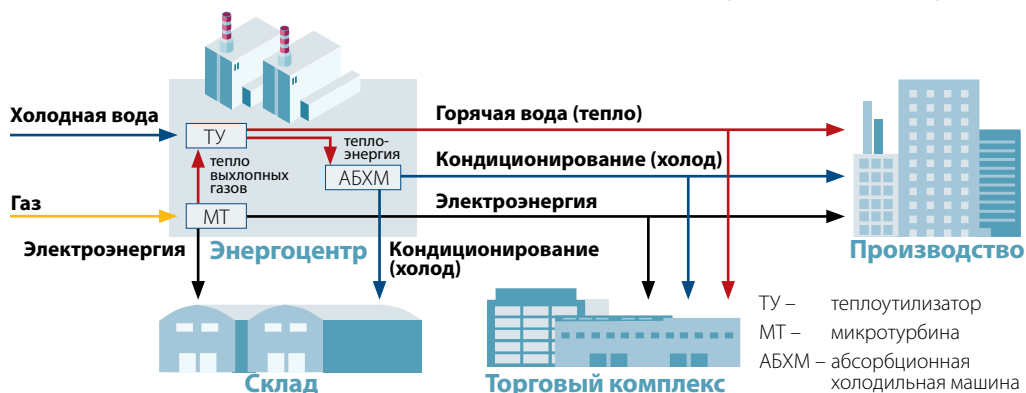 Холодная вода
ТУ
тепло
выхлопных
газов
тепло-
энергия
АБХМ
Газ
МТ
Горячая вода (тепло)
Кондиционирование (холод)
Электроэнергия
Электроэнергия
Энергоцентр
Кондиционирование
(холод)
Производство
Склад
Торговый комплекс
ТУ – теплоутилизатор
МТ – микротурбина
АБХМ – абсорбционная
холодильная машина